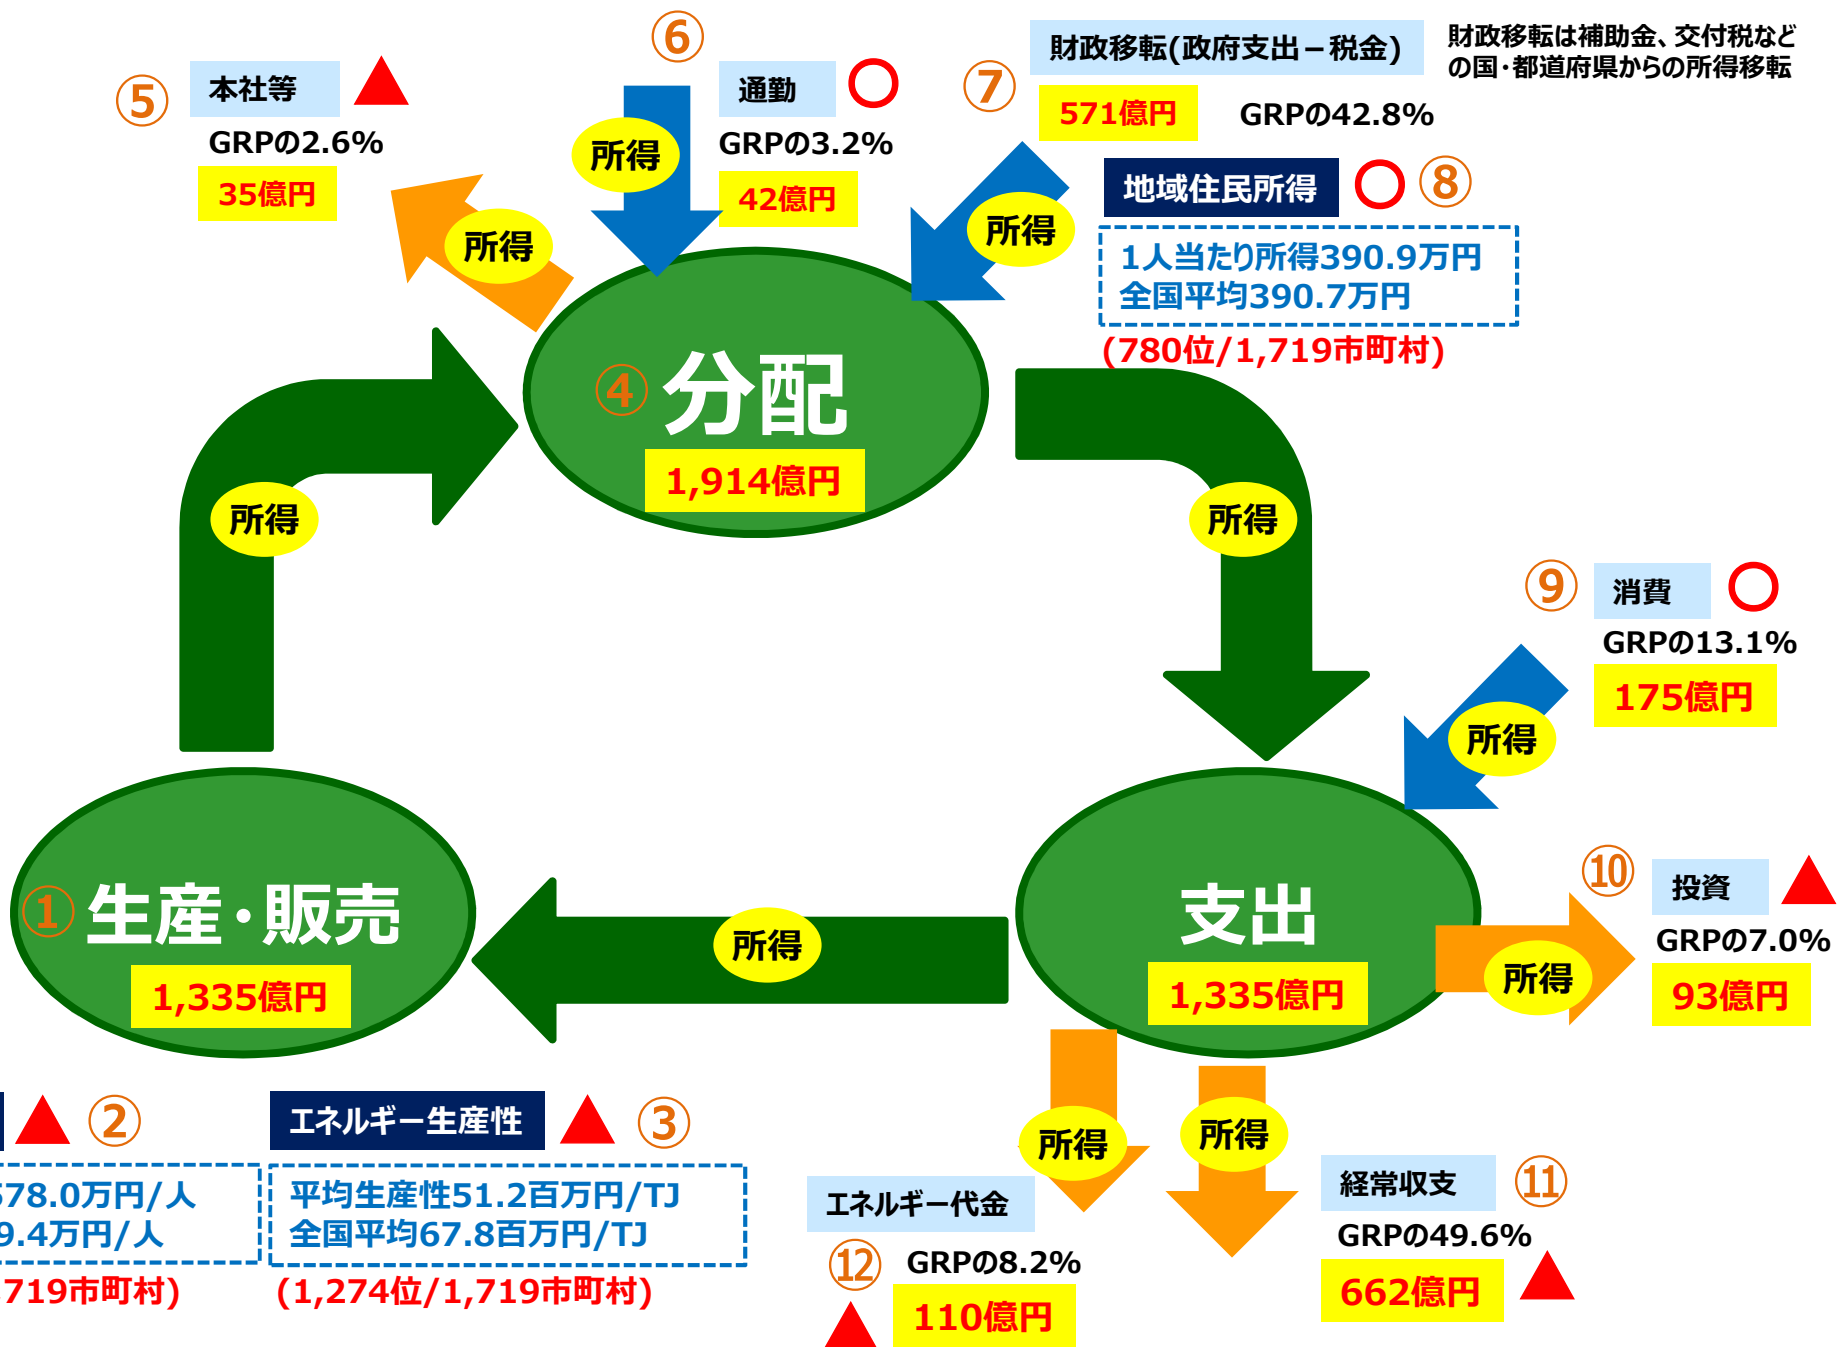 ⑤
本社等
GRPの2.6%
35億円
所得
⑥
通勤
GRPの3.2%
42億円
所得
⑦
財政移転(政府支出－税金)
571億円 GRPの42.8%
財政移転は補助金、交付税など
の国・都道府県からの所得移転
所得
地域住民所得
⑧
1人当たり所得390.9万円
全国平均390.7万円
(780位/1,719市町村)
④
分配
1,914億円
所得
所得
⑨
消費
GRPの13.1%
175億円
所得
①
生産・販売
1,335億円
所得
支出
1,335億円
⑩
投資
GRPの7.0%
93億円
所得
②
578.0万円/人
9.4万円/人
719市町村)
エネルギー生産性
③
平均生産性51.2百万円/TJ
全国平均67.8百万円/TJ
(1,274位/1,719市町村)
所得
エネルギー代金
⑫
GRPの8.2%
110億円
所得
経常収支
⑪
GRPの49.6%
662億円